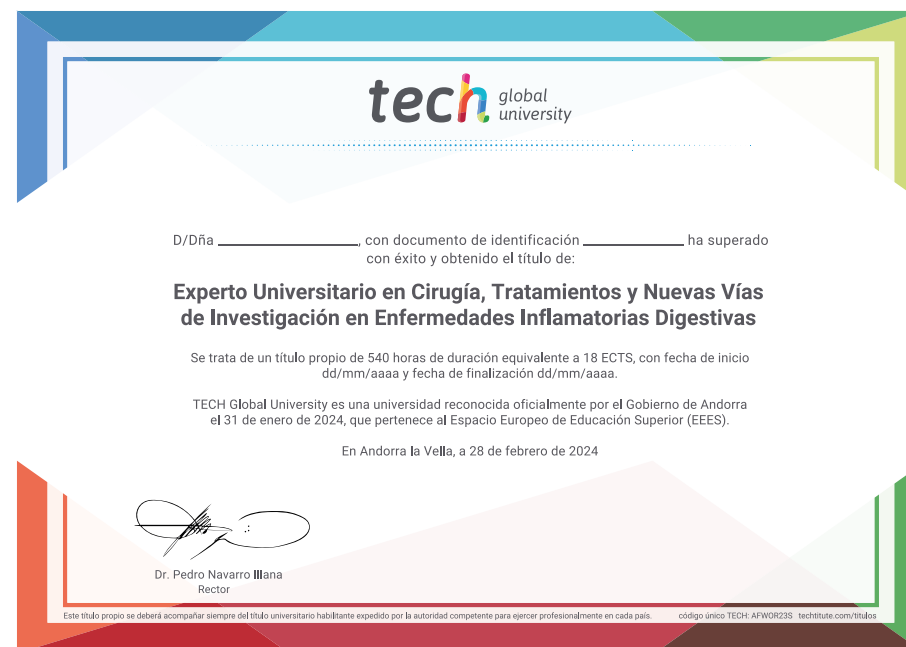 tech global university
D/Dña ____________________, con documento de identificación ______________ ha superado
con éxito y obtenido el título de:
Experto Universitario en Cirugía, Tratamientos y Nuevas Vías
de Investigación en Enfermedades Inflamatorias Digestivas
Se trata de un título propio de 540 horas de duración equivalente a 18 ECTS, con fecha de inicio
dd/mm/aaaa y fecha de finalización dd/mm/aaaa.
TECH Global University es una universidad reconocida oficialmente por el Gobierno de Andorra
el 31 de enero de 2024, que pertenece al Espacio Europeo de Educación Superior (EEES).
En Andorra la Vella, a 28 de febrero de 2024
Dr. Pedro Navarro Illana
Rector
Este título propio se deberá acompañar siempre del título universitario habilitante expedido por la autoridad competente para ejercer profesionalmente en cada país. código único TECH: AFWOR23S techtitute.com/titulos